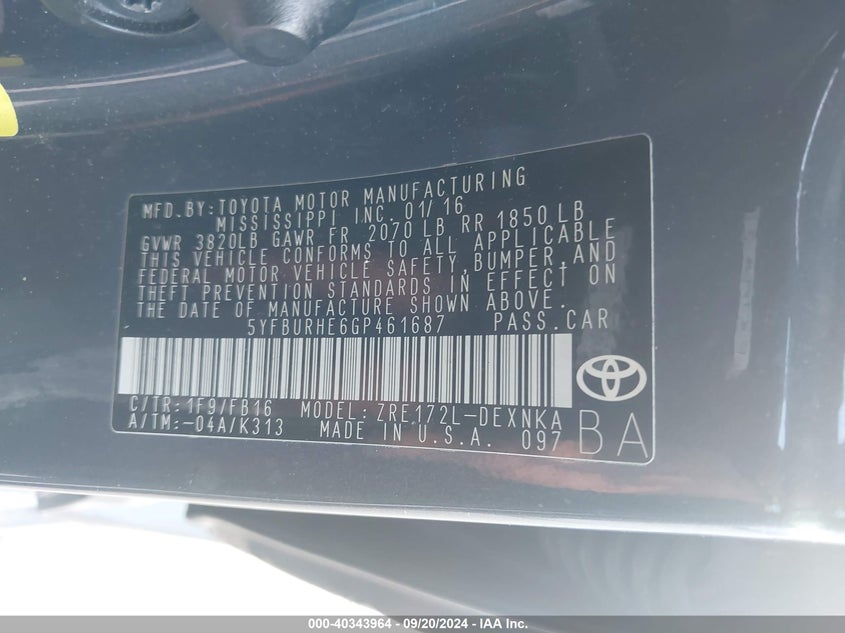 MFD.BY:TOYOTA MOTOR MANUFACTURING
MISSISSIPPI INC. 01/16
GVWR 3820LB GAWR FR 2070 LB RR 1850 LB
THIS VEHICLE CONFORMS TO ALL APPLICABLE
FEDERAL MOTOR VEHICLE SAFETY, BUMPER, AND
THEFT PREVENTION STANDARDS IN EFFECT ON
THE DATE OF MANUFACTURE SHOWN ABOVE.
5YFBURHE6GP461687 PASS.CAR
C/TR:1F9/FB16 MODEL:ZRE172L-DEXNKA
A/TM:-04A/K313 MADE IN U.S.A. 097
BA
000-40343964 - 09/20/2024 - IAA Inc.